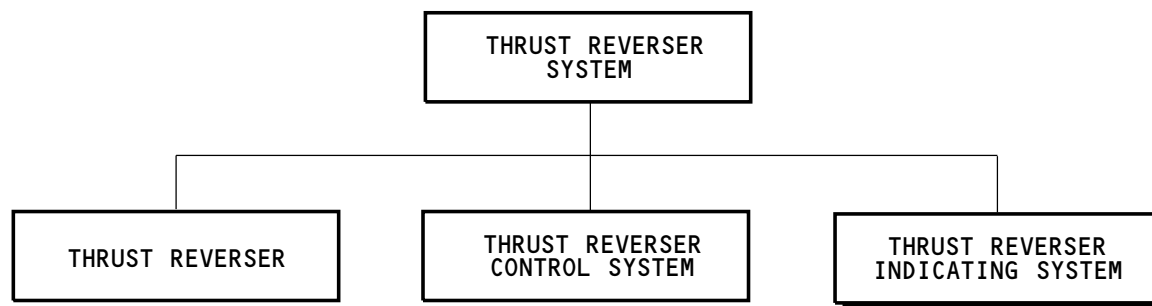 THRUST REVERSER
SYSTEM
THRUST REVERSER
THRUST REVERSER
CONTROL SYSTEM
THRUST REVERSER
INDICATING SYSTEM